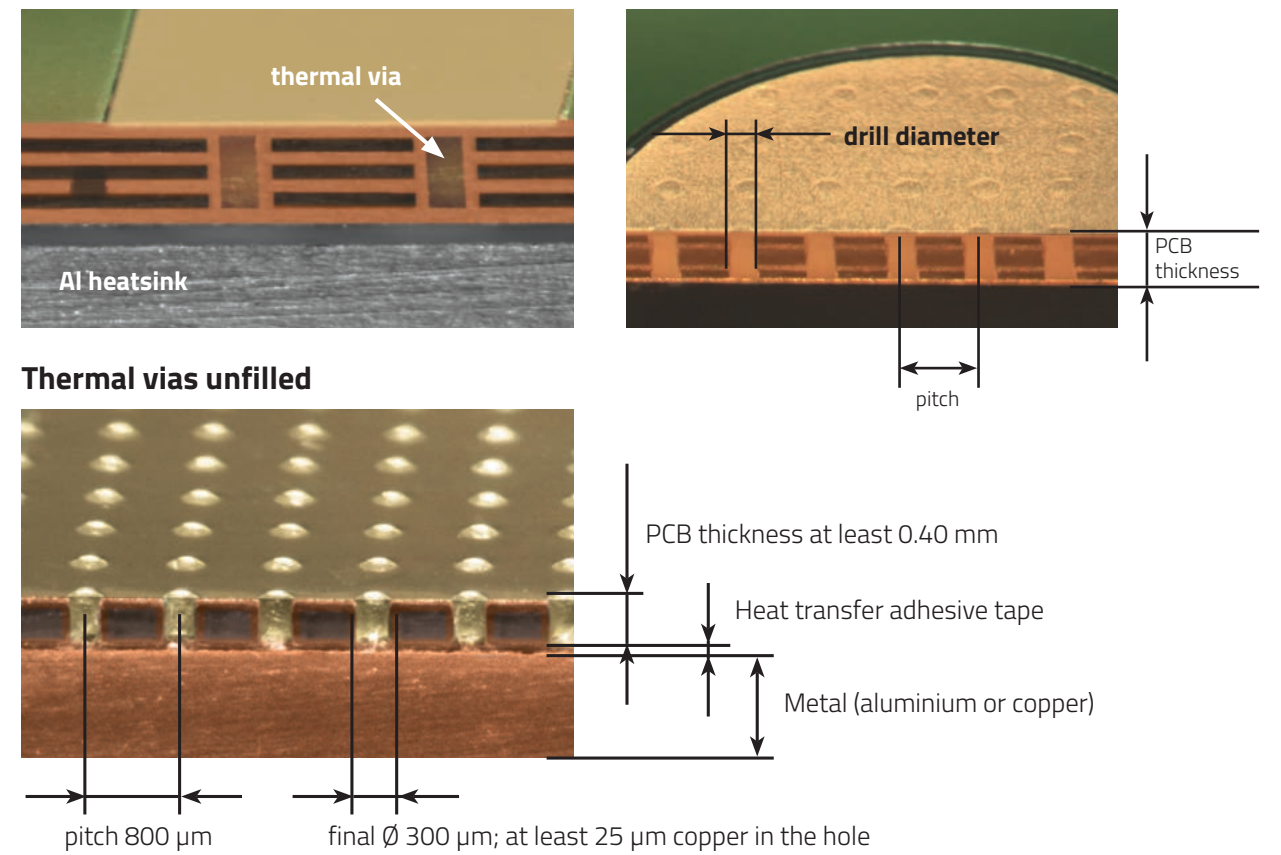 thermal via
Al heatsink
drill diameter
PCB
thickness
pitch
Thermal vias unfilled
PCB thickness at least 0.40 mm
Heat transfer adhesive tape
Metal (aluminium or copper)
pitch 800 µm
final Ø 300 µm; at least 25 µm copper in the hole